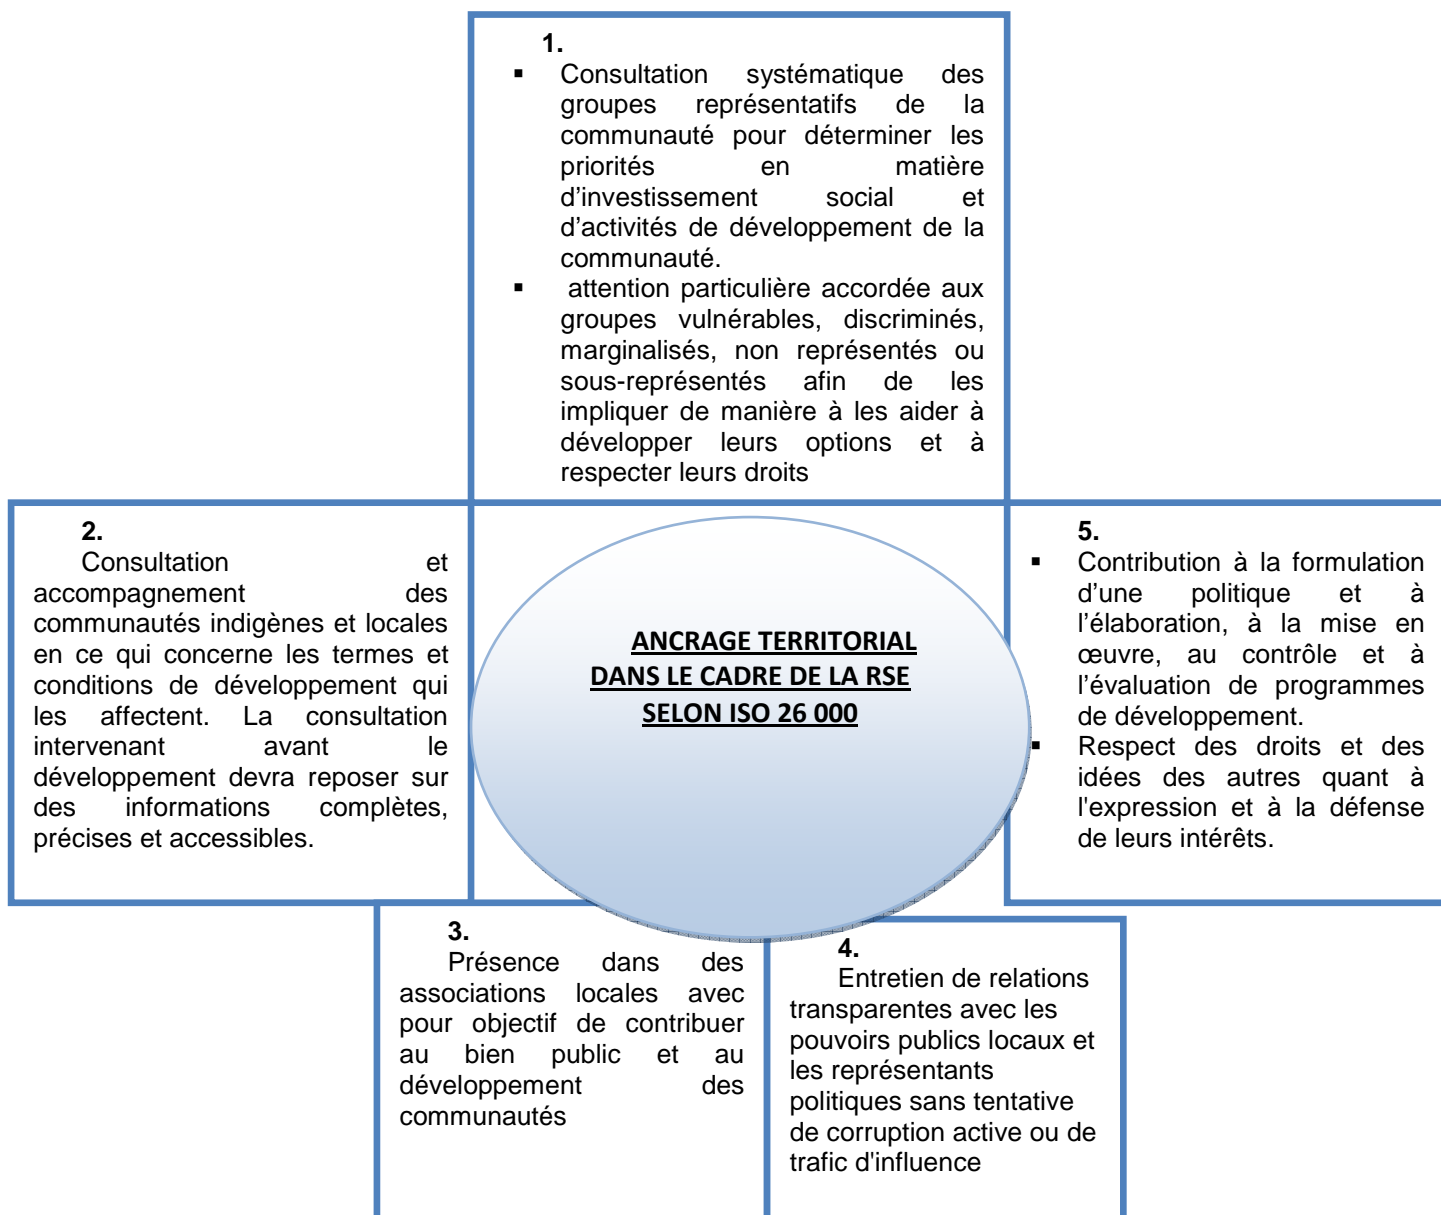 1.
▪ Consultation systématique des
groupes représentatifs de la
communauté pour déterminer les
priorités en matière
d’investissement social et
d’activités de développement de la
communauté.
▪ attention particulière accordée aux
groupes vulnérables, discriminés,
marginalisés, non représentés ou
sous-représentés afin de les
impliquer de manière à les aider à
développer leurs options et à
respecter leurs droits
2.
Consultation et
accompagnement des
communautés indigènes et locales
en ce qui concerne les termes et
conditions de développement qui
les affectent. La consultation
intervenant avant le
développement devra reposer sur
des informations complètes,
précises et accessibles.
ANCRAGE TERRITORIAL
DANS LE CADRE DE LA RSE
SELON ISO 26 000
5.
▪ Contribution à la formulation
d’une politique et à
l’élaboration, à la mise en
œuvre, au contrôle et à
l’évaluation de programmes
de développement.
▪ Respect des droits et des
idées des autres quant à
l'expression et à la défense
de leurs intérêts.
3.
Présence dans des
associations locales avec
pour objectif de contribuer
au bien public et au
développement des
communautés
4.
Entretien de relations
transparentes avec les
pouvoirs publics locaux et
les représentants
politiques sans tentative
de corruption active ou de
trafic d'influence